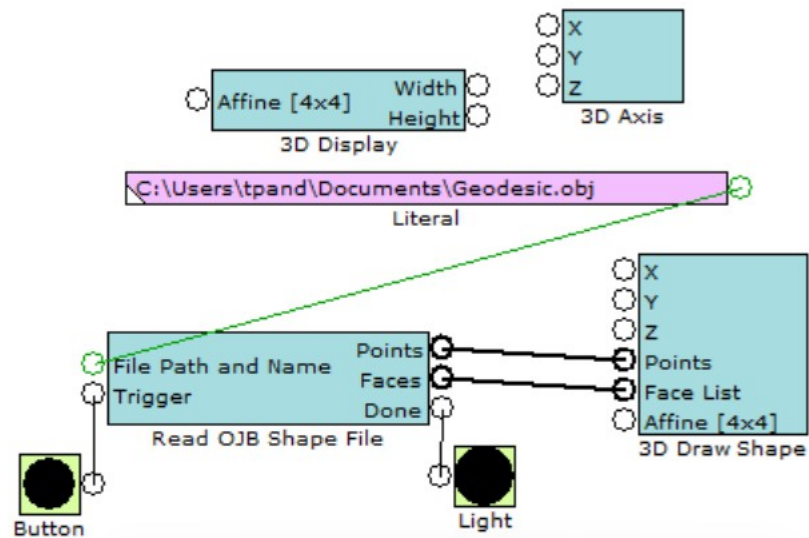 X
Y
Z
3D Axis
Affine [4x4]
Width
Height
3D Display
C:\Users\tpand\Documents\Geodesic.obj
Literal
X
Y
Z
Points
Face List
Affine [4x4]
3D Draw Shape
File Path and Name
Trigger
Points
Faces
Done
Read OJB Shape File
Button
Light